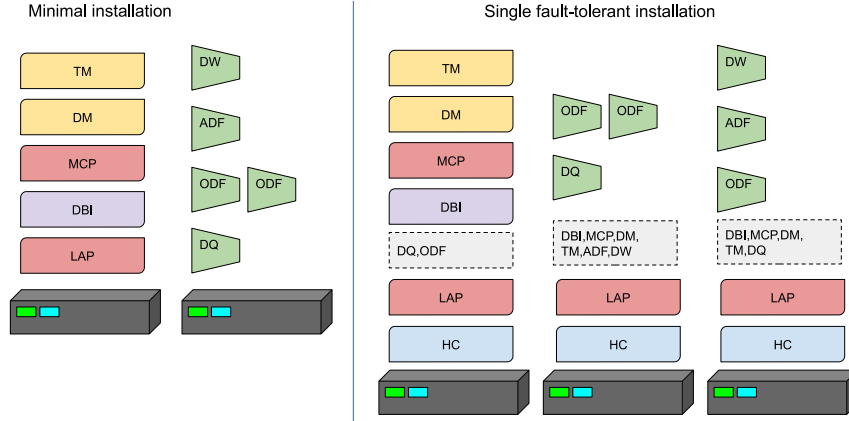 Minimal installation
TM
DM
MCP
DBI
LAP
DW
ADF
ODF
ODF
DQ
Single fault-tolerant installation
TM
DM
MCP
DBI
DQ,ODF
LAP
HC
ODF
ODF
DQ
DBI,MCP,DM,
TM,ADF,DW
LAP
HC
DW
ADF
ODF
DBI,MCP,DM,
TM,DQ
LAP
HC